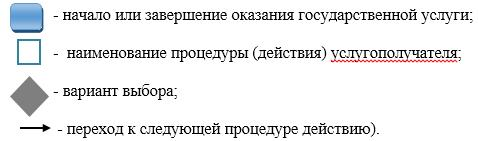 - начало или завершение оказания государственной услуги;
- наименование процедуры (действия) услугополучателя;
- вариант выбора;
- переход к следующей процедуре действию).